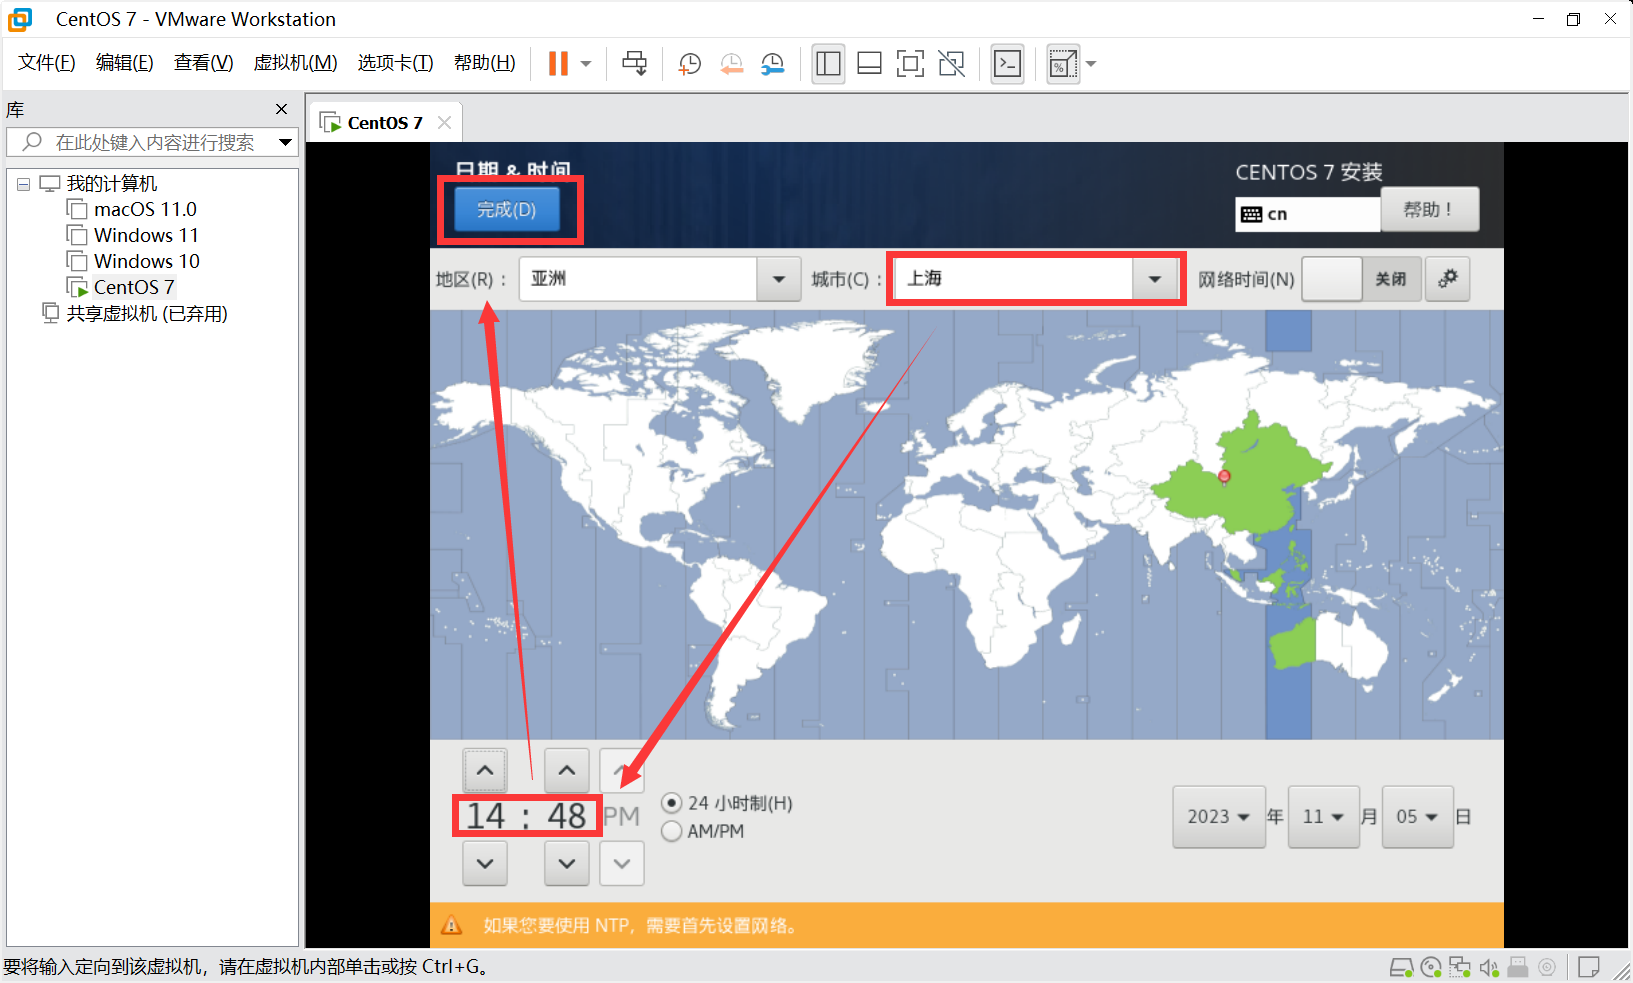 CentOS 7 - VMware Workstation
文件(F) 编辑(E) 查看(V) 虚拟机(M) 选项卡(T) 帮助(H)
库
在此处键入内容进行搜索
我的计算机
macOS 11.0
Windows 11
Windows 10
CentOS 7
共享虚拟机 (已弃用)
CentOS 7
日期 & 时间
完成(D)
CENTOS 7 安装
cn
帮助！
地区(R)： 亚洲 城市(C)： 上海 网络时间(N) 关闭
14 : 48 PM
24 小时制(H)
AM/PM
2023 年 11 月 05 日
如果您要使用 NTP，需要首先设置网络。
要将输入定向到该虚拟机，请在虚拟机内部单击或按 Ctrl+G。